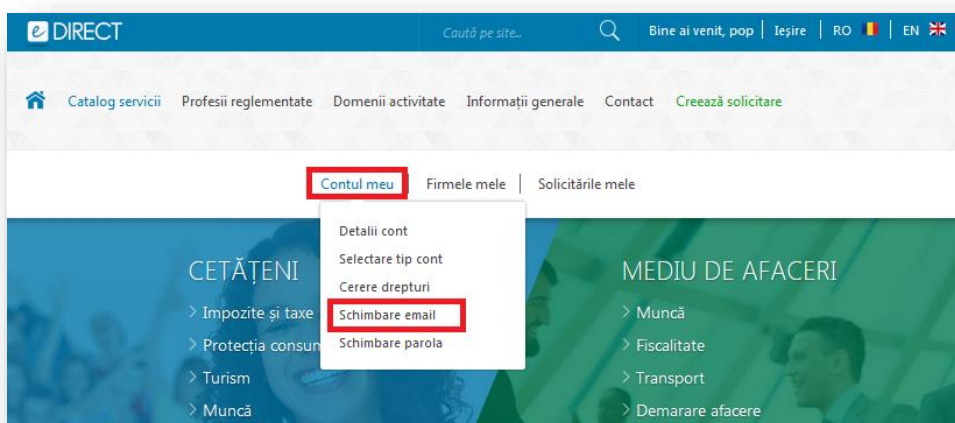 e DIRECT Caută pe site... Bine ai venit, pop | Ieșire | RO | EN
Catalog servicii Profesii reglementate Domenii activitate Informații generale Contact Creează solicitare
Contul meu | Firmele mele | Solicitările mele
Detalii cont
Selectare tip cont
Cerere drepturi
Schimbare email
Schimbare parola
CETĂȚENI
> Impozite și taxe
> Protecția consum
> Turism
> Muncă
MEDIU DE AFACERI
> Muncă
> Fiscalitate
> Transport
> Demarare afacere